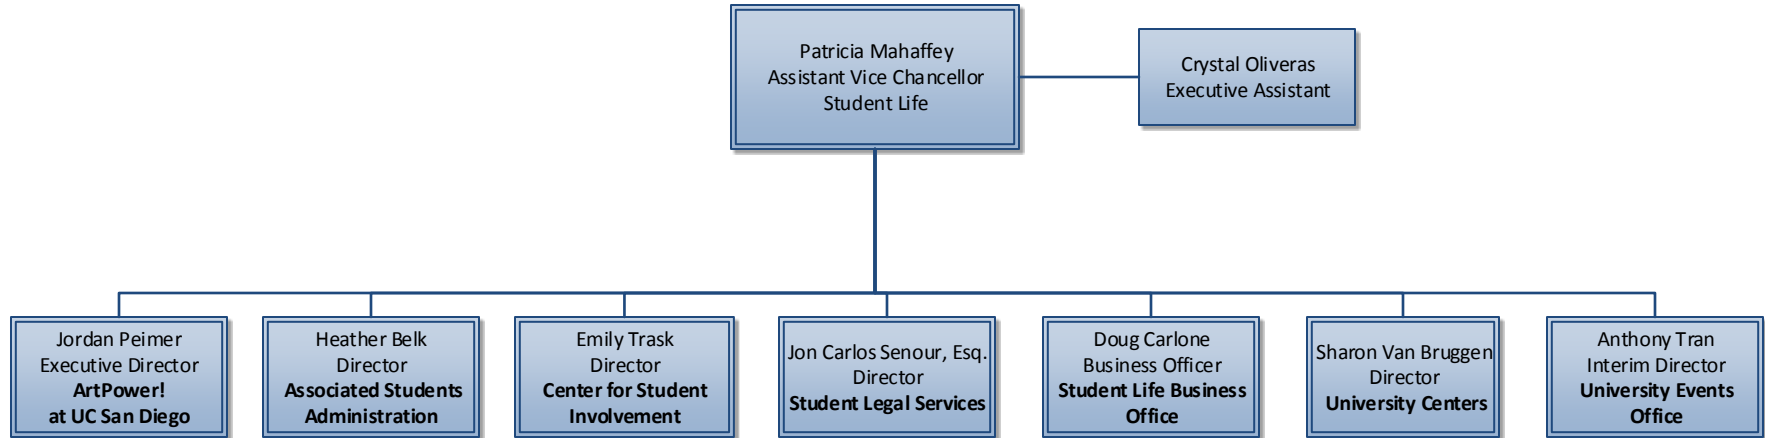 Patricia Mahaffey
Assistant Vice Chancellor
Student Life
Crystal Oliveras
Executive Assistant
Jordan Peimer
Executive Director
ArtPower!
at UC San Diego
Heather Belk
Director
Associated Students
Administration
Emily Trask
Director
Center for Student
Involvement
Jon Carlos Senour, Esq.
Director
Student Legal Services
Doug Carlone
Business Officer
Student Life Business
Office
Sharon Van Bruggen
Director
University Centers
Anthony Tran
Interim Director
University Events
Office